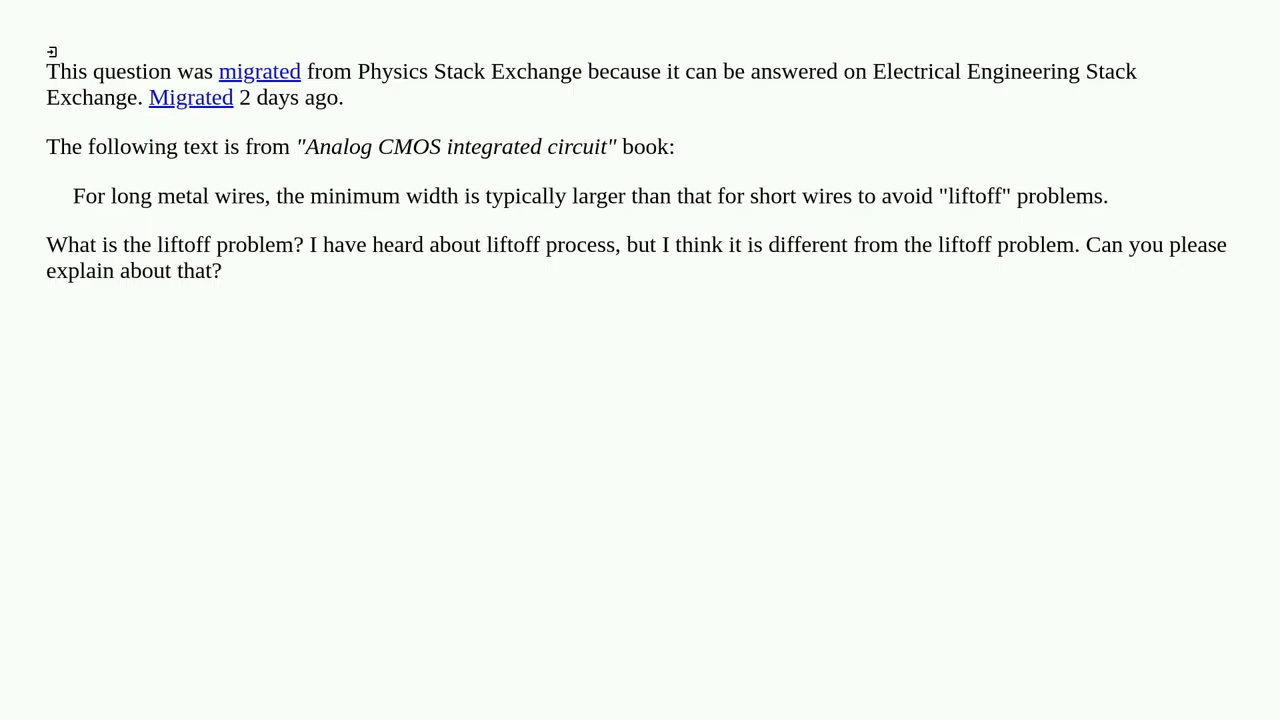 This question was migrated from Physics Stack Exchange because it can be answered on Electrical Engineering Stack
Exchange. Migrated 2 days ago.
The following text is from "Analog CMOS integrated circuit" book:
For long metal wires, the minimum width is typically larger than that for short wires to avoid "liftoff" problems.
What is the liftoff problem? I have heard about liftoff process, but I think it is different from the liftoff problem. Can you please
explain about that?